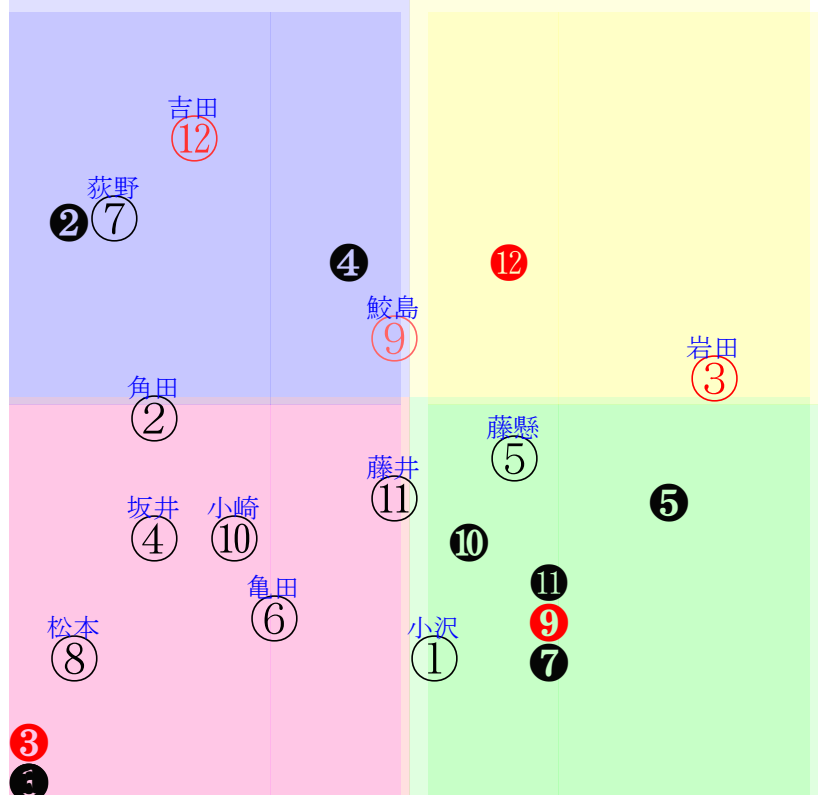 吉田
⑫
荻野
❷ ⑦
❹ ⓬
鮫島
⑨
岩田
③
角田
②
藤懸
⑤
藤井
⑪
❺
坂井 小崎
④ ⑩
❿
⓫
亀田
⑥
❾
松本 小沢
⑧ ①
❼
❸